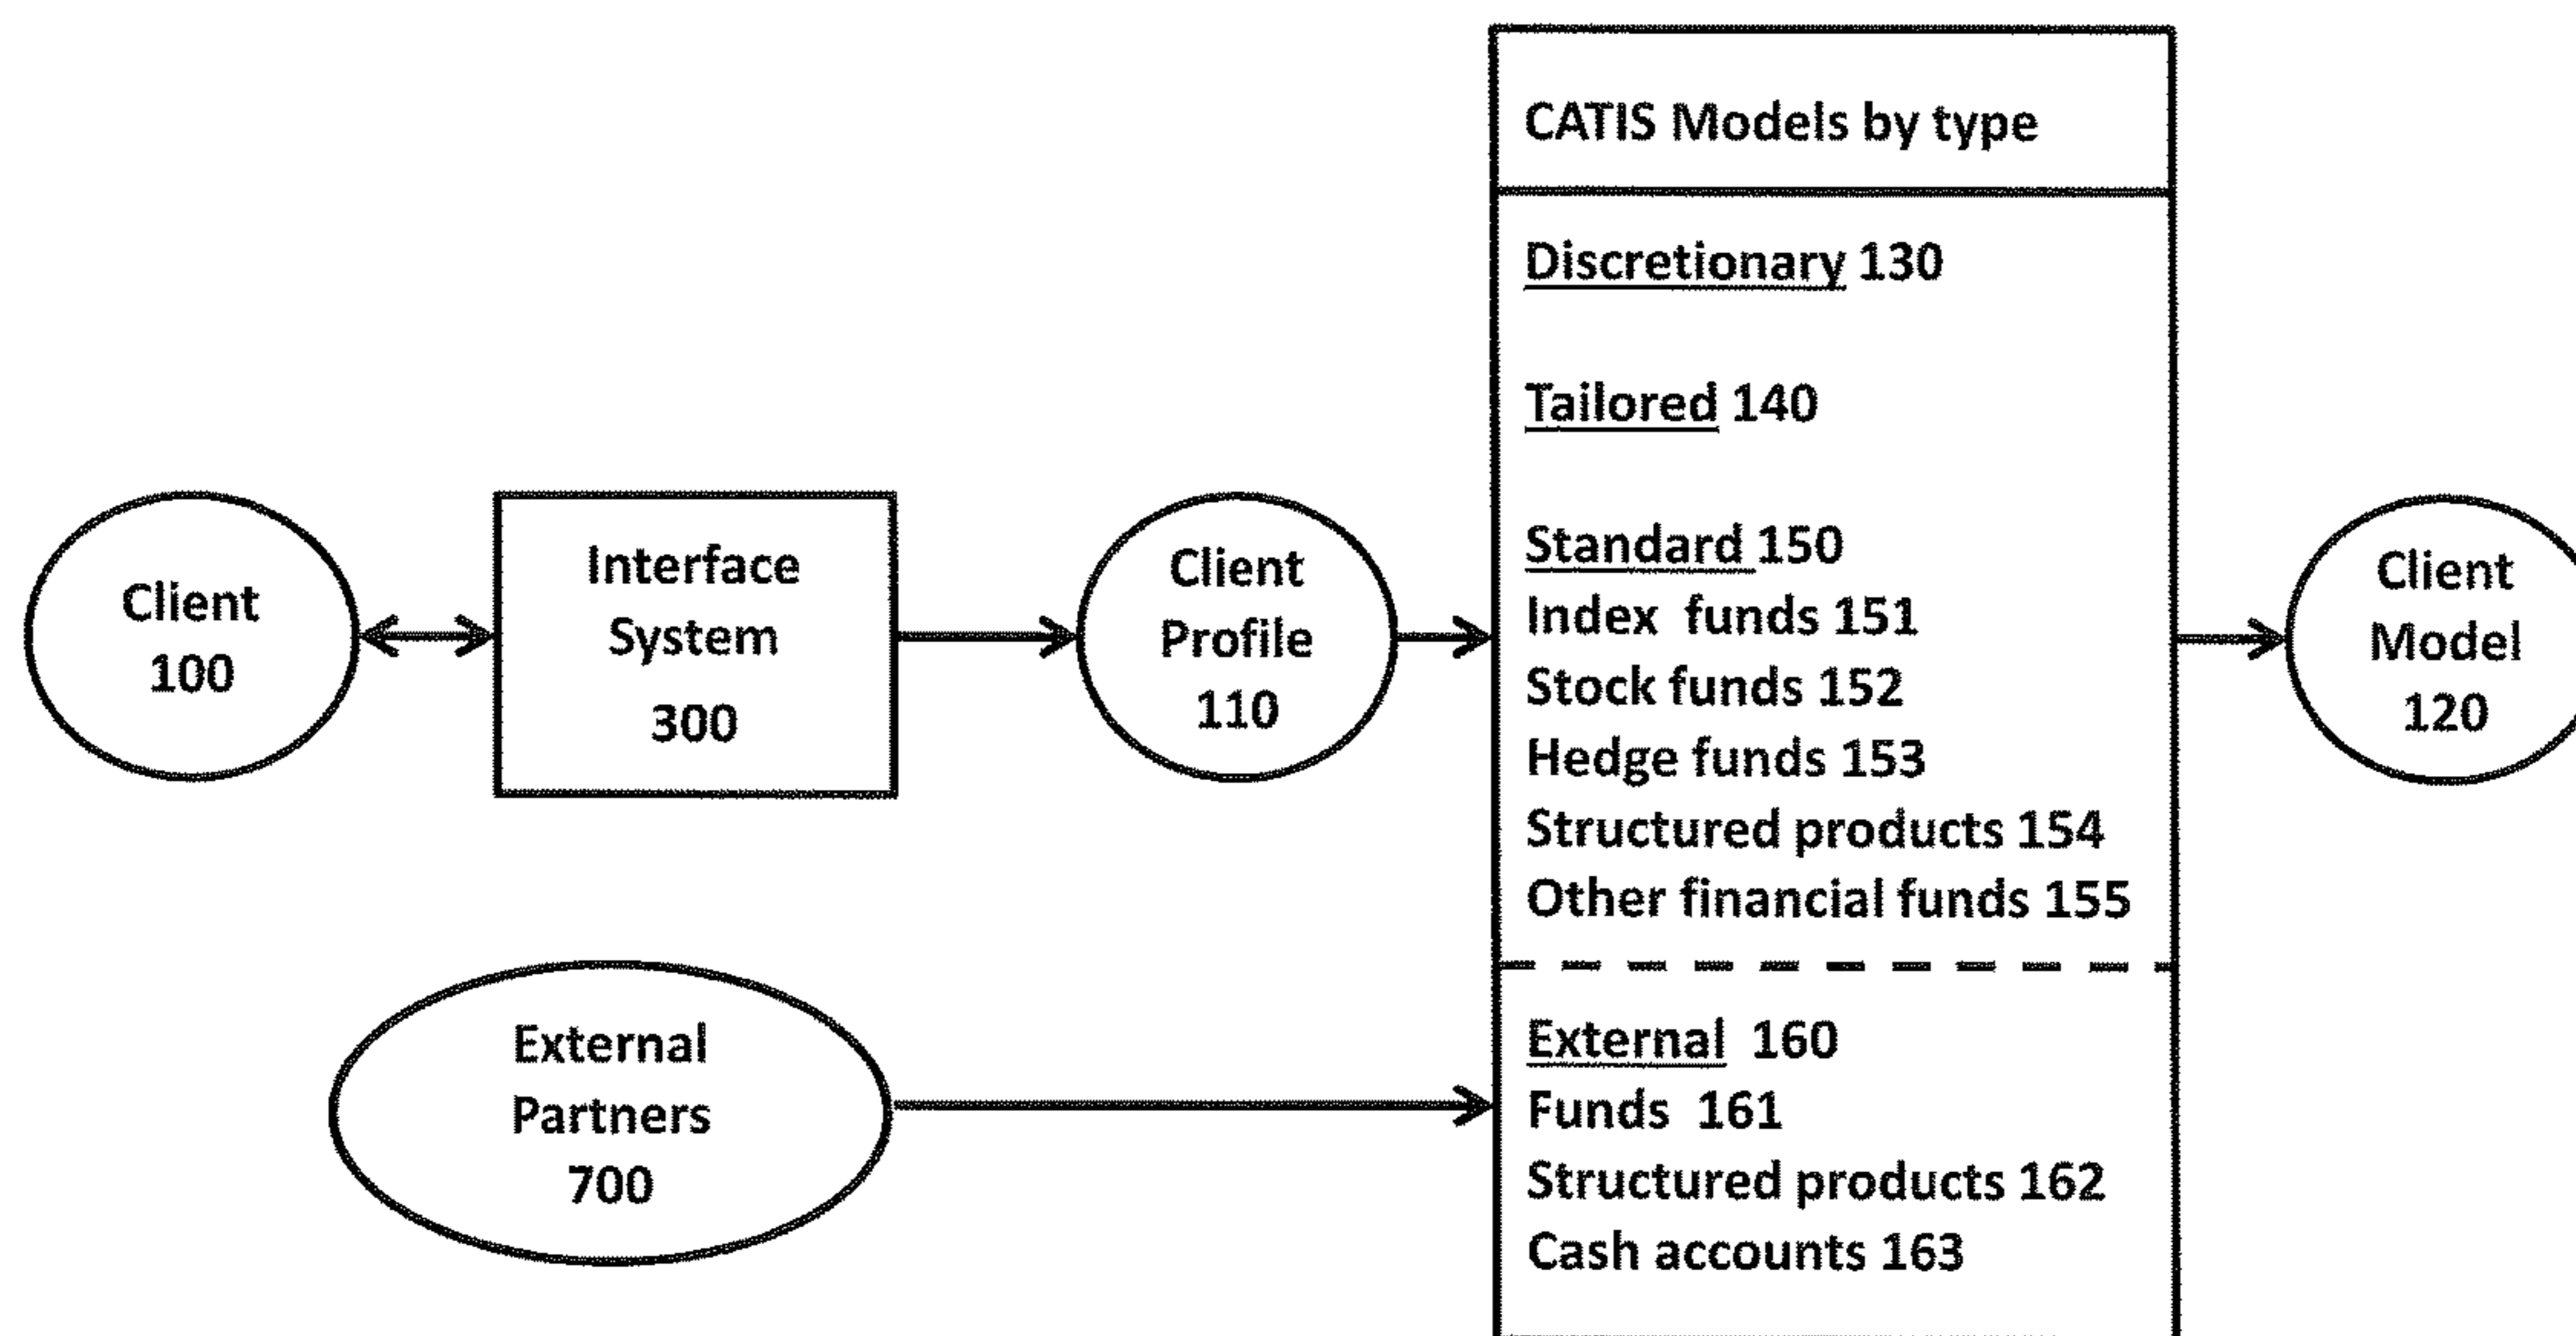 CATIS Models by type
Discretionary 130
Tailored 140
Standard 150
Index funds 151
Stock funds 152
Hedge funds 153
Structured products 154
Other financial funds 155
External 160
Funds 161
Structured products 162
Cash accounts 163
Client
100
Interface
System
300
Client
Profile
110
Client
Model
120
External
Partners
700